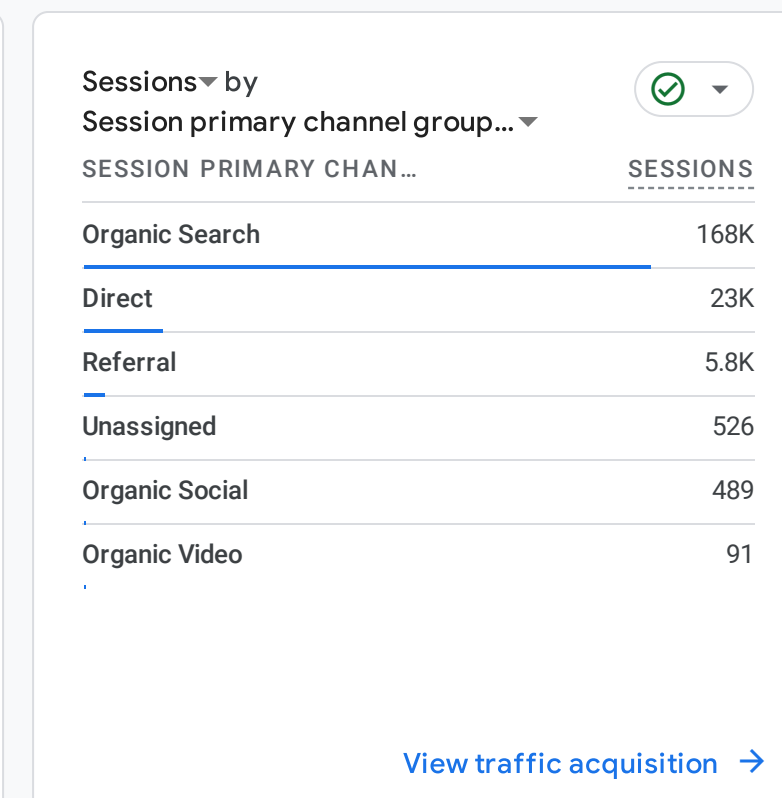 Sessions by
Session primary channel group...
SESSION PRIMARY CHAN... SESSIONS
Organic Search 168K
Direct 23K
Referral 5.8K
Unassigned 526
Organic Social 489
Organic Video 91
View traffic acquisition